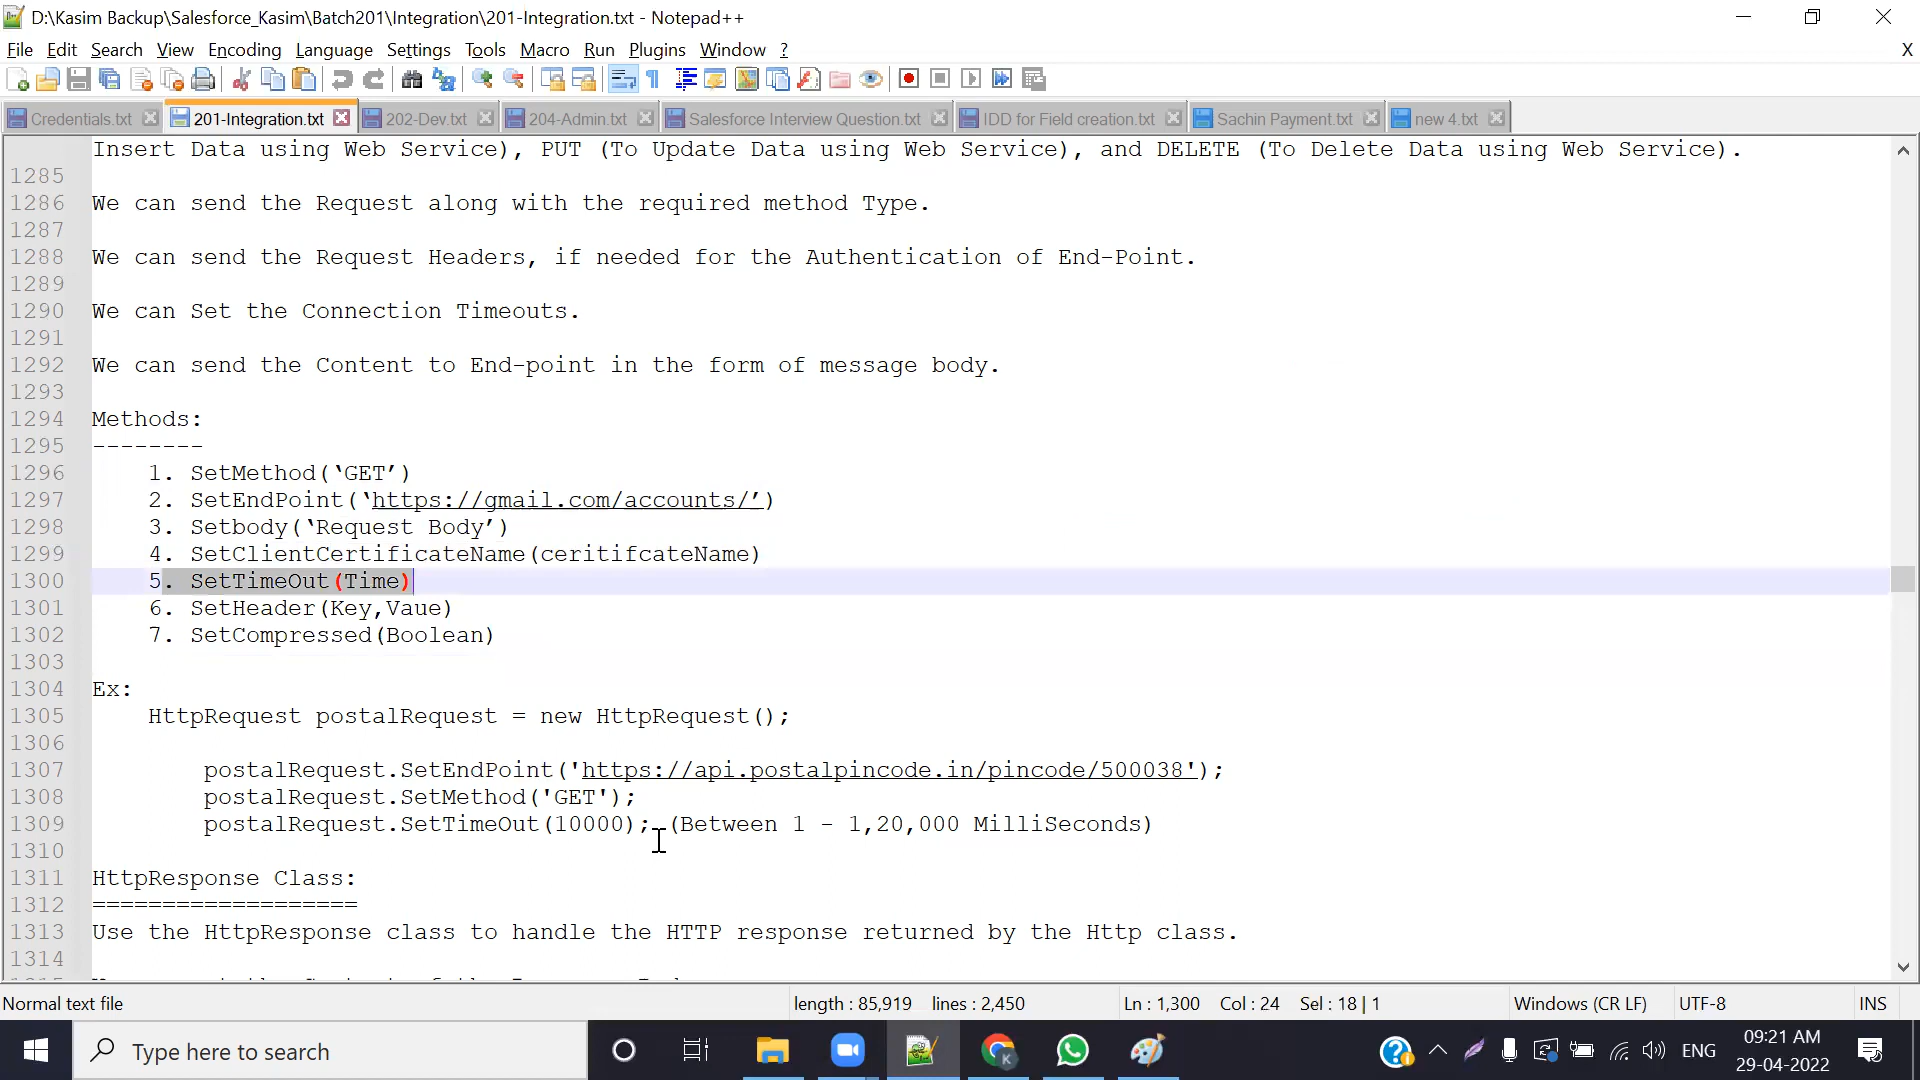 D:\Kasim Backup\Salesforce_Kasim\Batch201\Integration\201-Integration.txt - Notepad++
File Edit Search View Encoding Language Settings Tools Macro Run Plugins Window ? X
Credentials.txt 201-Integration.txt 202-Dev.txt 204-Admin.txt Salesforce Interview Question.txt IDD for Field creation.txt Sachin Payment.txt new 4.txt
Insert Data using Web Service), PUT (To Update Data using Web Service), and DELETE (To Delete Data using Web Service).
1285
1286 We can send the Request along with the required method Type.
1287
1288 We can send the Request Headers, if needed for the Authentication of End-Point.
1289
1290 We can Set the Connection Timeouts.
1291
1292 We can send the Content to End-point in the form of message body.
1293
1294 Methods:
1295 --------
1296 1. SetMethod(‘GET’)
1297 2. SetEndPoint(‘https://gmail.com/accounts/’)
1298 3. Setbody(‘Request Body’)
1299 4. SetClientCertificateName(ceritifcateName)
1300 5. SetTimeOut(Time)
1301 6. SetHeader(Key,Vaue)
1302 7. SetCompressed(Boolean)
1303
1304 Ex:
1305 HttpRequest postalRequest = new HttpRequest();
1306
1307 postalRequest.SetEndPoint('https://api.postalpincode.in/pincode/500038');
1308 postalRequest.SetMethod('GET');
1309 postalRequest.SetTimeOut(10000); (Between 1 - 1,20,000 MilliSeconds)
1310
1311 HttpResponse Class:
1312 ===================
1313 Use the HttpResponse class to handle the HTTP response returned by the Http class.
1314
Normal text file length : 85,919 lines : 2,450 Ln : 1,300 Col : 24 Sel : 18 | 1 Windows (CR LF) UTF-8 INS
Type here to search ENG 09:21 AM
29-04-2022